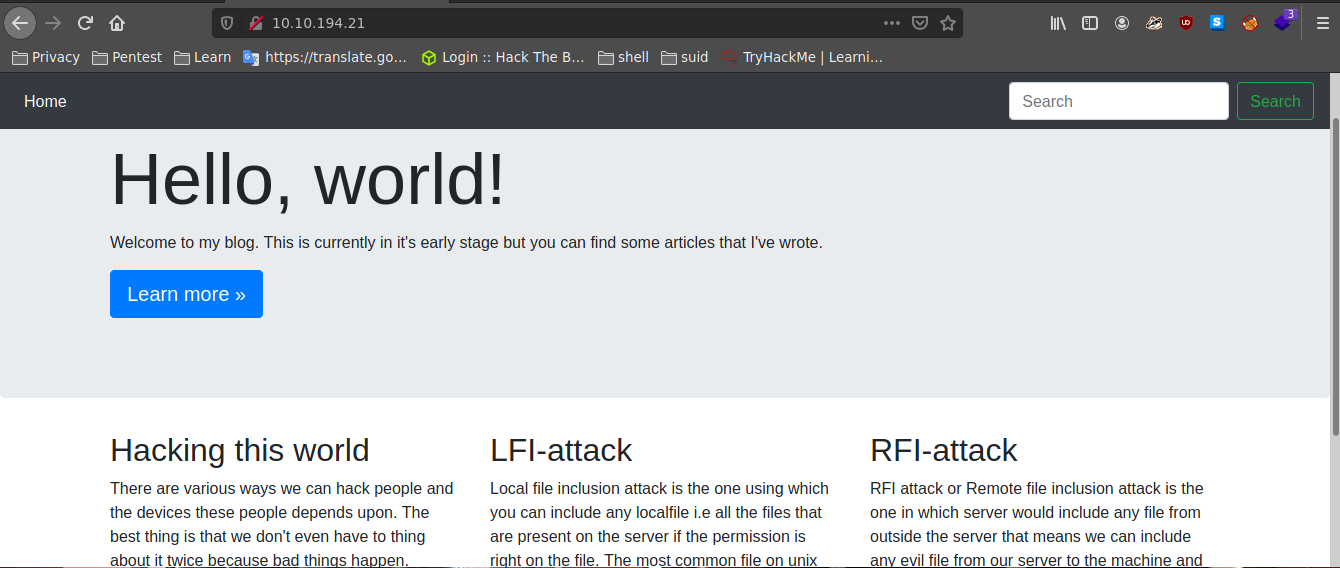 10.10.194.21
3
Privacy Pentest Learn https://translate.go... Login :: Hack The B... shell suid TryHackMe | Learni...
Home Search Search
Hello, world!
Welcome to my blog. This is currently in it's early stage but you can find some articles that I've wrote.
Learn more »
Hacking this world
There are various ways we can hack people and
the devices these people depends upon. The
best thing is that we don't even have to thing
about it twice because bad things happen.
LFI-attack
Local file inclusion attack is the one using which
you can include any localfile i.e all the files that
are present on the server if the permission is
right on the file. The most common file on unix
RFI-attack
RFI attack or Remote file inclusion attack is the
one in which server would include any file from
outside the server that means we can include
any evil file from our server to the machine and